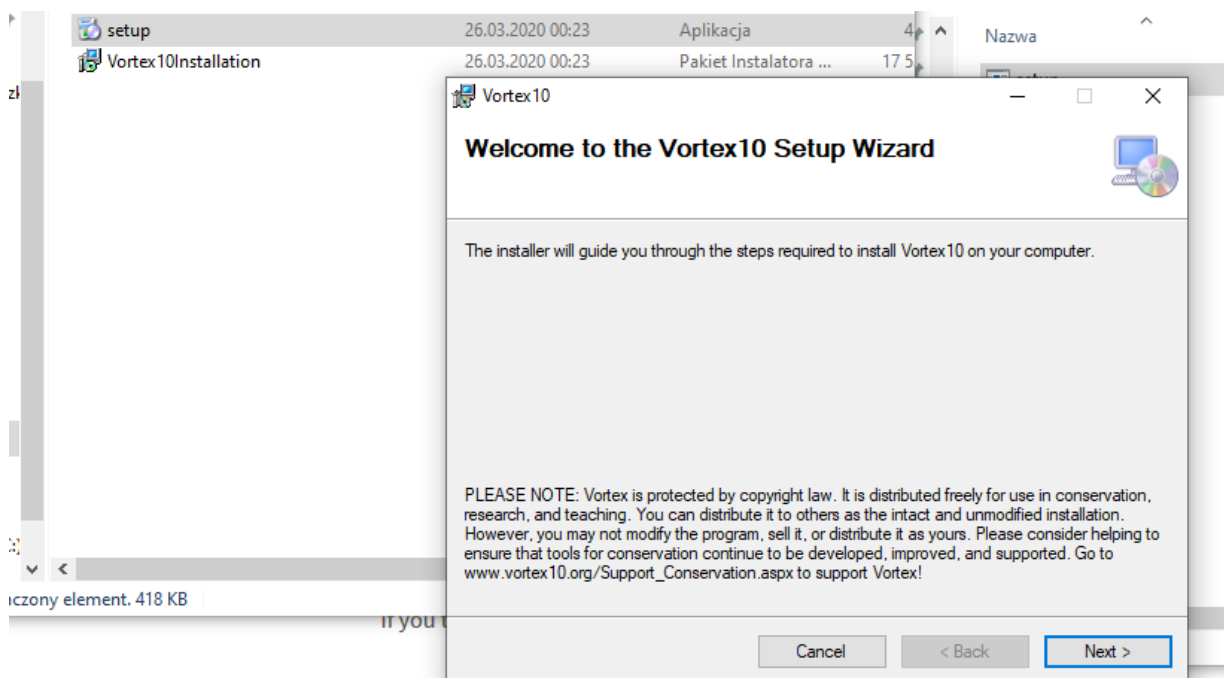 setup 26.03.2020 00:23 Aplikacja 4
Nazwa
Vortex10Installation 26.03.2020 00:23 Pakiet Instalatora ... 17 5
Vortex10
Welcome to the Vortex10 Setup Wizard
The installer will guide you through the steps required to install Vortex10 on your computer.
PLEASE NOTE: Vortex is protected by copyright law. It is distributed freely for use in conservation,
research, and teaching. You can distribute it to others as the intact and unmodified installation.
However, you may not modify the program, sell it, or distribute it as yours. Please consider helping to
ensure that tools for conservation continue to be developed, improved, and supported. Go to
www.vortex10.org/Support_Conservation.aspx to support Vortex!
element. 418 KB
If you
Cancel < Back Next >